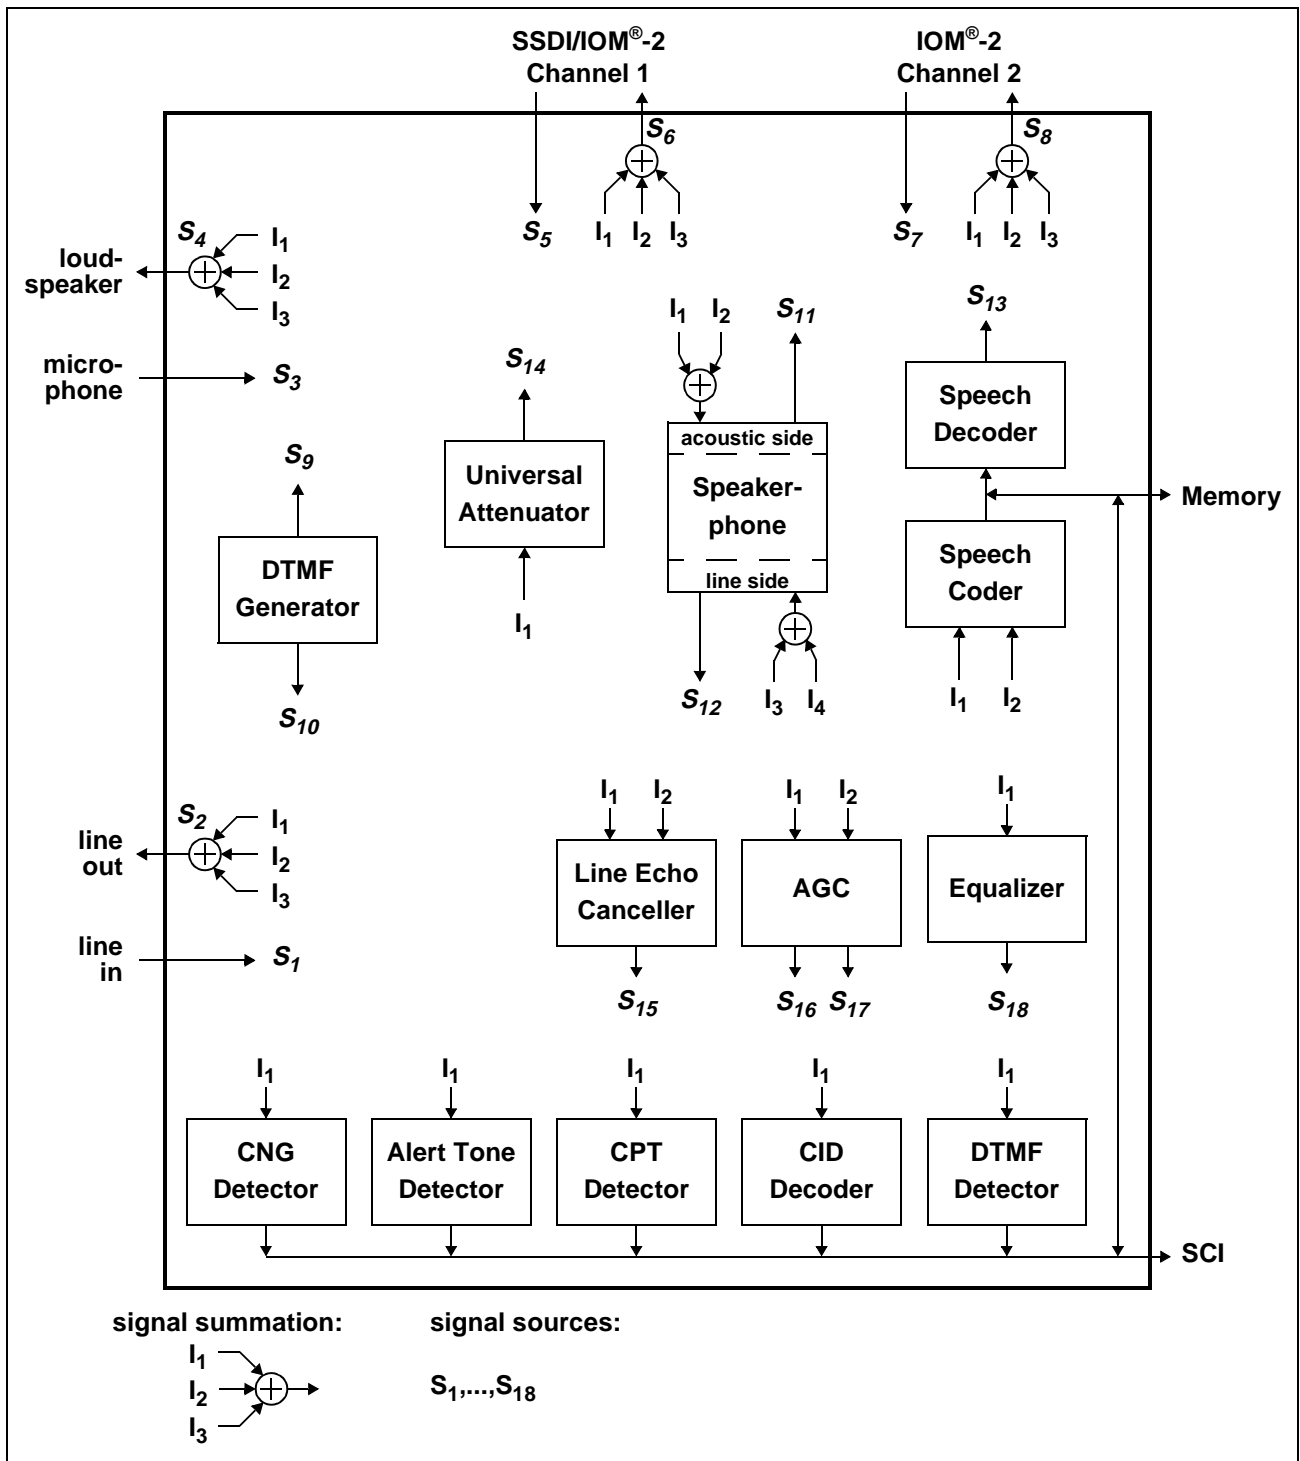 SSDI/IOM®-2
Channel 1
IOM®-2
Channel 2
S6
S8
I1 I2 I3
I1 I2 I3
S5
S7
S4
I1
I2
I3
loud-
speaker
micro-
phone
S3
I1 I2
S11
S13
S14
Speech
Decoder
acoustic side
Speaker-
phone
line side
S9
Universal
Attenuator
Memory
DTMF
Generator
Speech
Coder
I1
S10
S12
I3 I4
I1 I2
S2
I1
I2
I3
line
out
line
in
S1
I1 I2
I1 I2
I1
Line Echo
Canceller
AGC
Equalizer
S15
S16 S17
S18
I1
I1
I1
I1
I1
CNG
Detector
Alert Tone
Detector
CPT
Detector
CID
Decoder
DTMF
Detector
SCI
signal summation:
signal sources:
I1
I2
I3
S1,...,S18